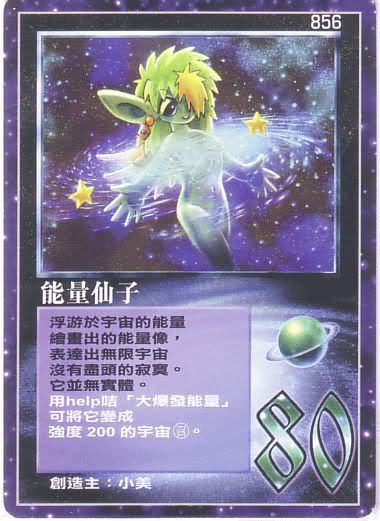 856
能量仙子
浮游於宇宙的能量
繪畫出的能量像，
表達出無限宇宙
沒有盡頭的寂寞。
它並無實體。
用help咭「大爆發能量」
可將它變成
強度 200 的宇宙㊁。
80
創造主：小美